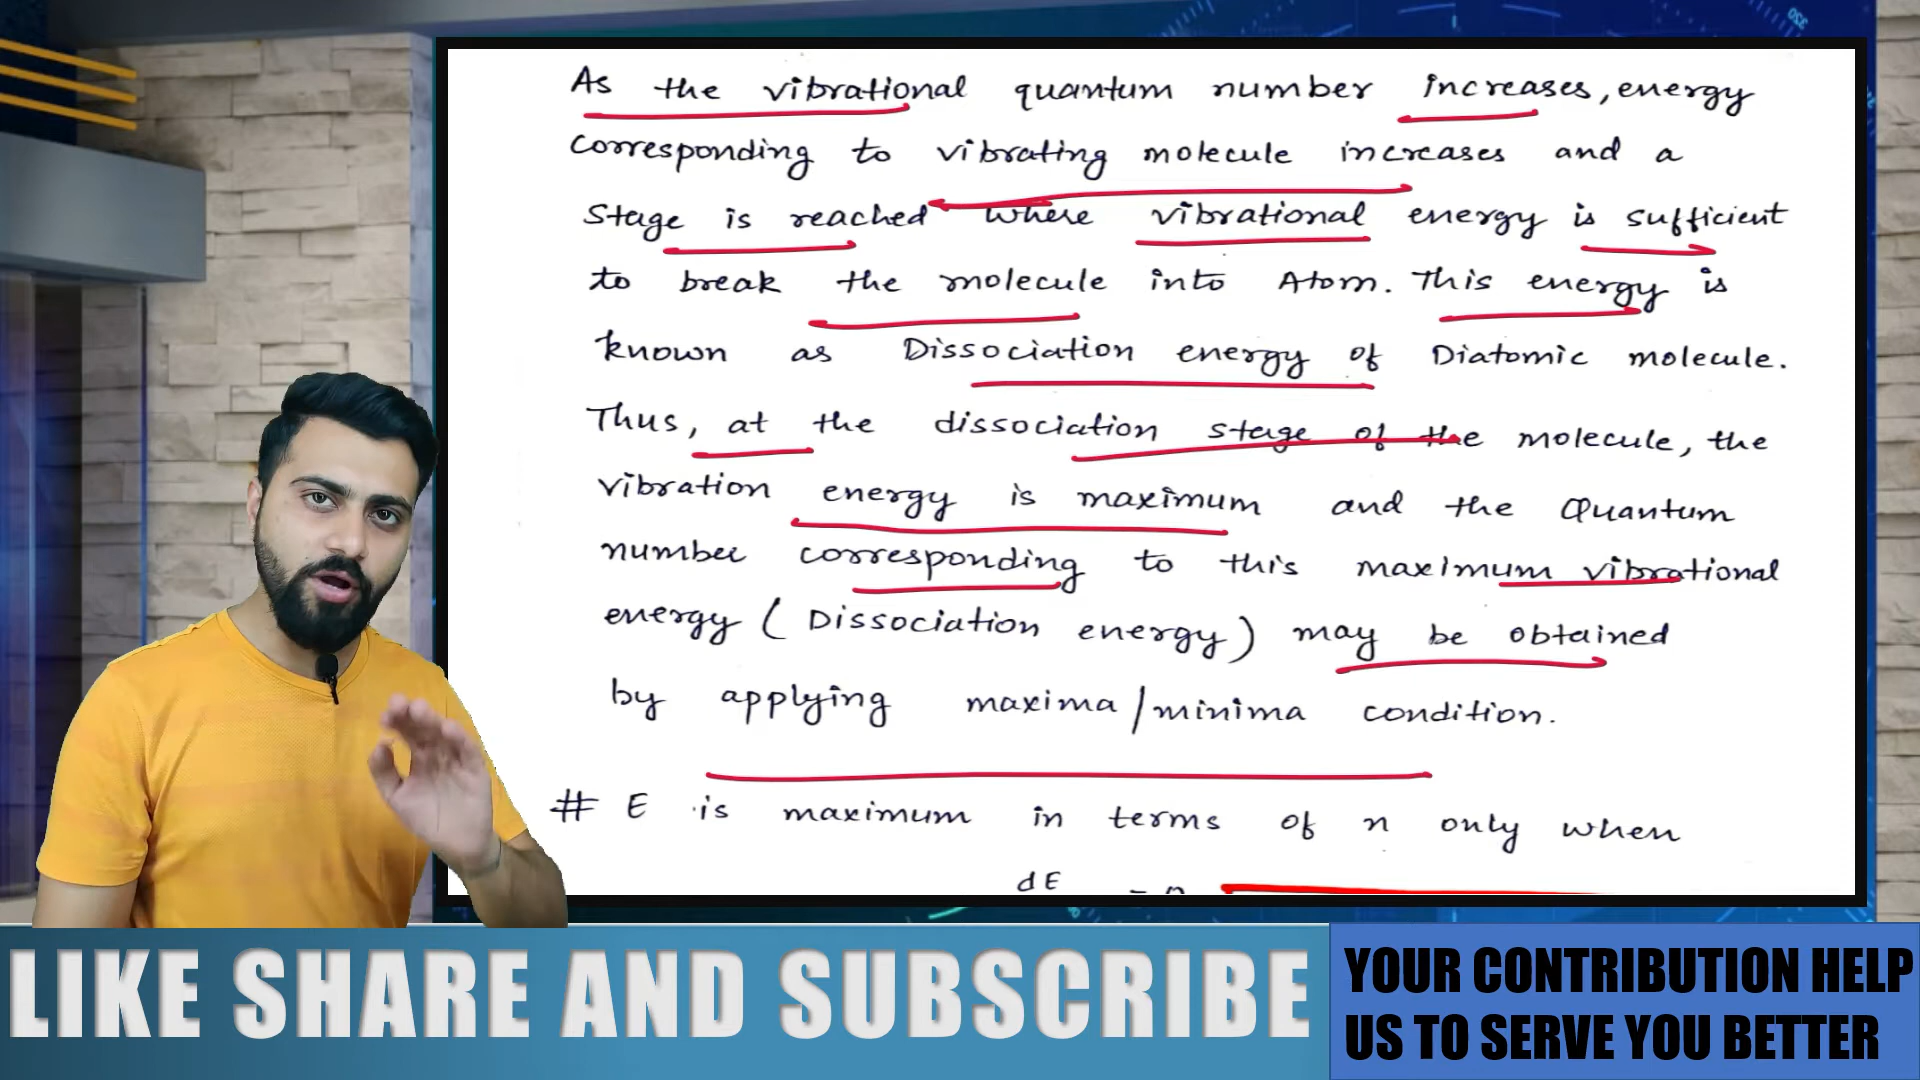 As the vibrational quantum number increases, energy
corresponding to vibrating molecule increases and a
stage is reached where vibrational energy is sufficient
to break the molecule into Atom. This energy is
known as Dissociation energy of Diatomic molecule.
Thus, at the dissociation stage of the molecule, the
vibration energy is maximum and the Quantum
number corresponding to this maximum vibrational
energy (Dissociation energy) may be obtained
by applying maxima/minima condition.
# E is maximum in terms of n only when
dE
LIKE SHARE AND SUBSCRIBE
YOUR CONTRIBUTION HELP
US TO SERVE YOU BETTER